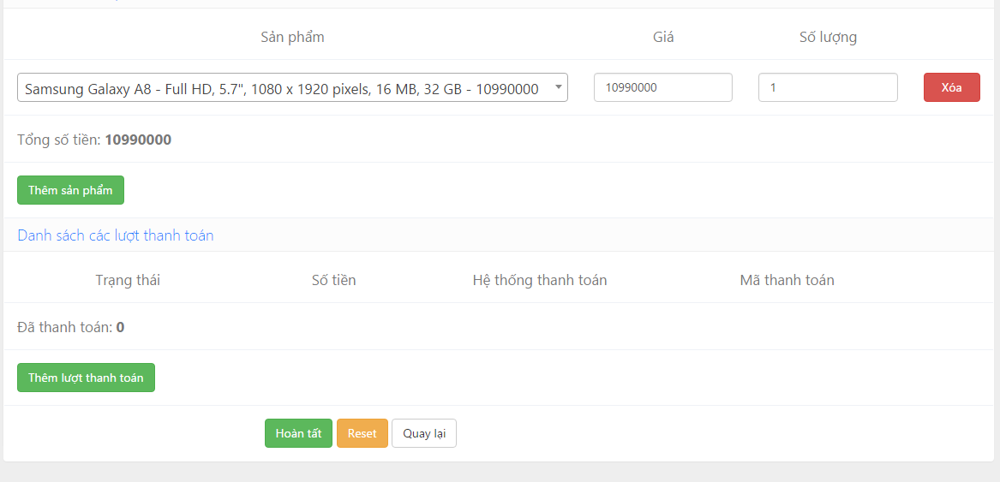 Sản phẩm Giá Số lượng
Samsung Galaxy A8 - Full HD, 5.7", 1080 x 1920 pixels, 16 MB, 32 GB - 10990000 10990000 1 Xóa
Tổng số tiền: 10990000
Thêm sản phẩm
Danh sách các lượt thanh toán
Trạng thái Số tiền Hệ thống thanh toán Mã thanh toán
Đã thanh toán: 0
Thêm lượt thanh toán
Hoàn tất Reset Quay lại